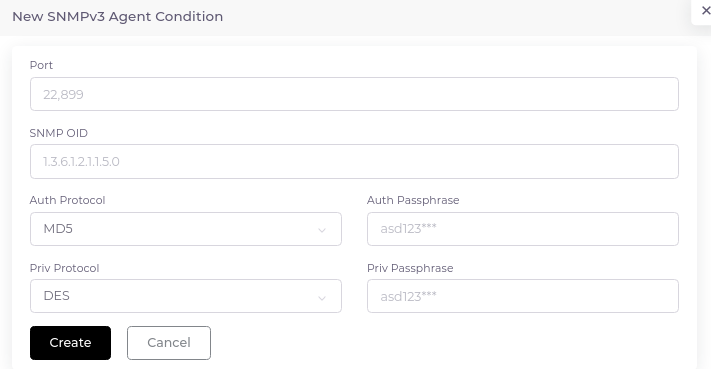 New SNMPv3 Agent Condition
Port
22,899
SNMP OID
1.3.6.1.2.1.1.5.0
Auth Protocol
Auth Passphrase
MD5
asd123***
Priv Protocol
Priv Passphrase
DES
asd123***
Create
Cancel